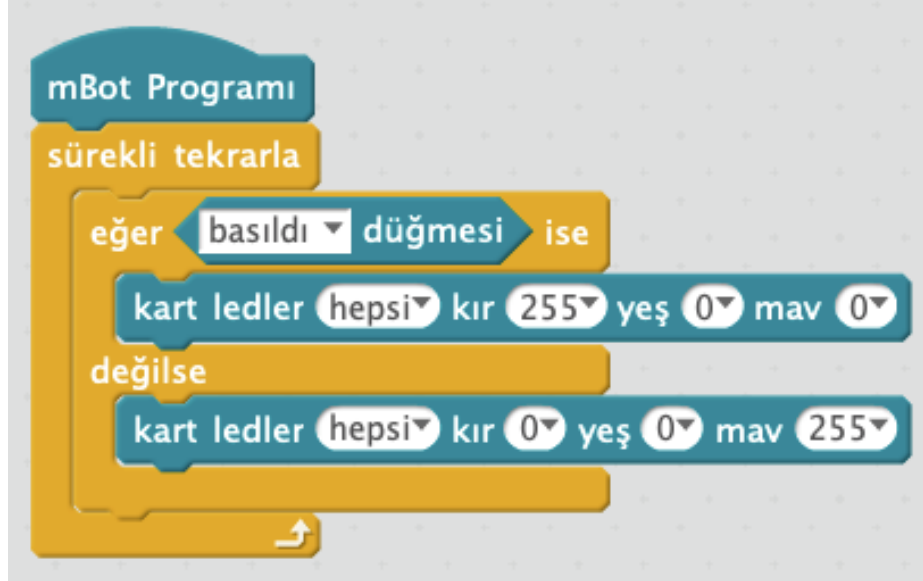 mBot Programı
sürekli tekrarla
eğer basıldı düğmesi ise
kart ledler hepsi kır 255 yeş 0 mav 0
değilse
kart ledler hepsi kır 0 yeş 0 mav 255